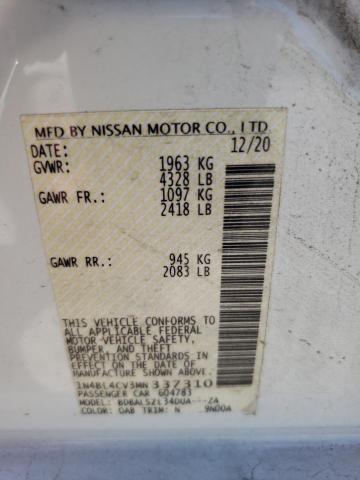 MFD BY NISSAN MOTOR CO., LTD
DATE: 12/20
GVWR: 1963 KG
4328 LB
GAWR FR.: 1097 KG
2418 LB
GAWR RR.: 945 KG
2083 LB
THIS VEHICLE CONFORMS TO
ALL APPLICABLE FEDERAL
MOTOR VEHICLE SAFETY,
BUMPER, AND THEFT
PREVENTION STANDARDS IN
EFFECT ON THE DATE OF
MANUFACTURE SHOWN ABOVE.
1N4BL4CV3MN337310
PASSENGER CAR 604783
MODEL:
COLOR: QAB TRIM: N